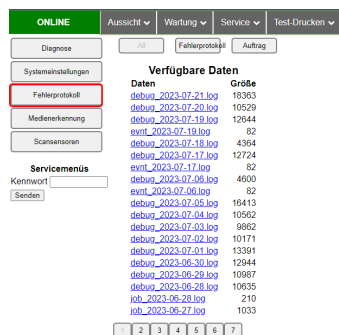 ONLINE Aussicht Wartung Service Test-Drucken
All Fehlerprotokoll Auftrag
Diagnose
Systemeinstellungen
Fehlerprotokoll
Medienerkennung
Scansensoren
Servicemenüs
Kennwort
Senden
Verfügbare Daten
Daten Größe
debug_2023-07-21.log 18363
debug_2023-07-20.log 10529
debug_2023-07-19.log 12644
evnt_2023-07-19.log 82
debug_2023-07-18.log 4364
debug_2023-07-17.log 12724
evnt_2023-07-17.log 82
debug_2023-07-06.log 4600
evnt_2023-07-06.log 82
debug_2023-07-05.log 16413
debug_2023-07-04.log 10562
debug_2023-07-03.log 9862
debug_2023-07-02.log 10171
debug_2023-07-01.log 13391
debug_2023-06-30.log 12944
debug_2023-06-29.log 10987
debug_2023-06-28.log 10635
job_2023-06-28.log 210
job_2023-06-27.log 1033
1 2 3 4 5 6 7